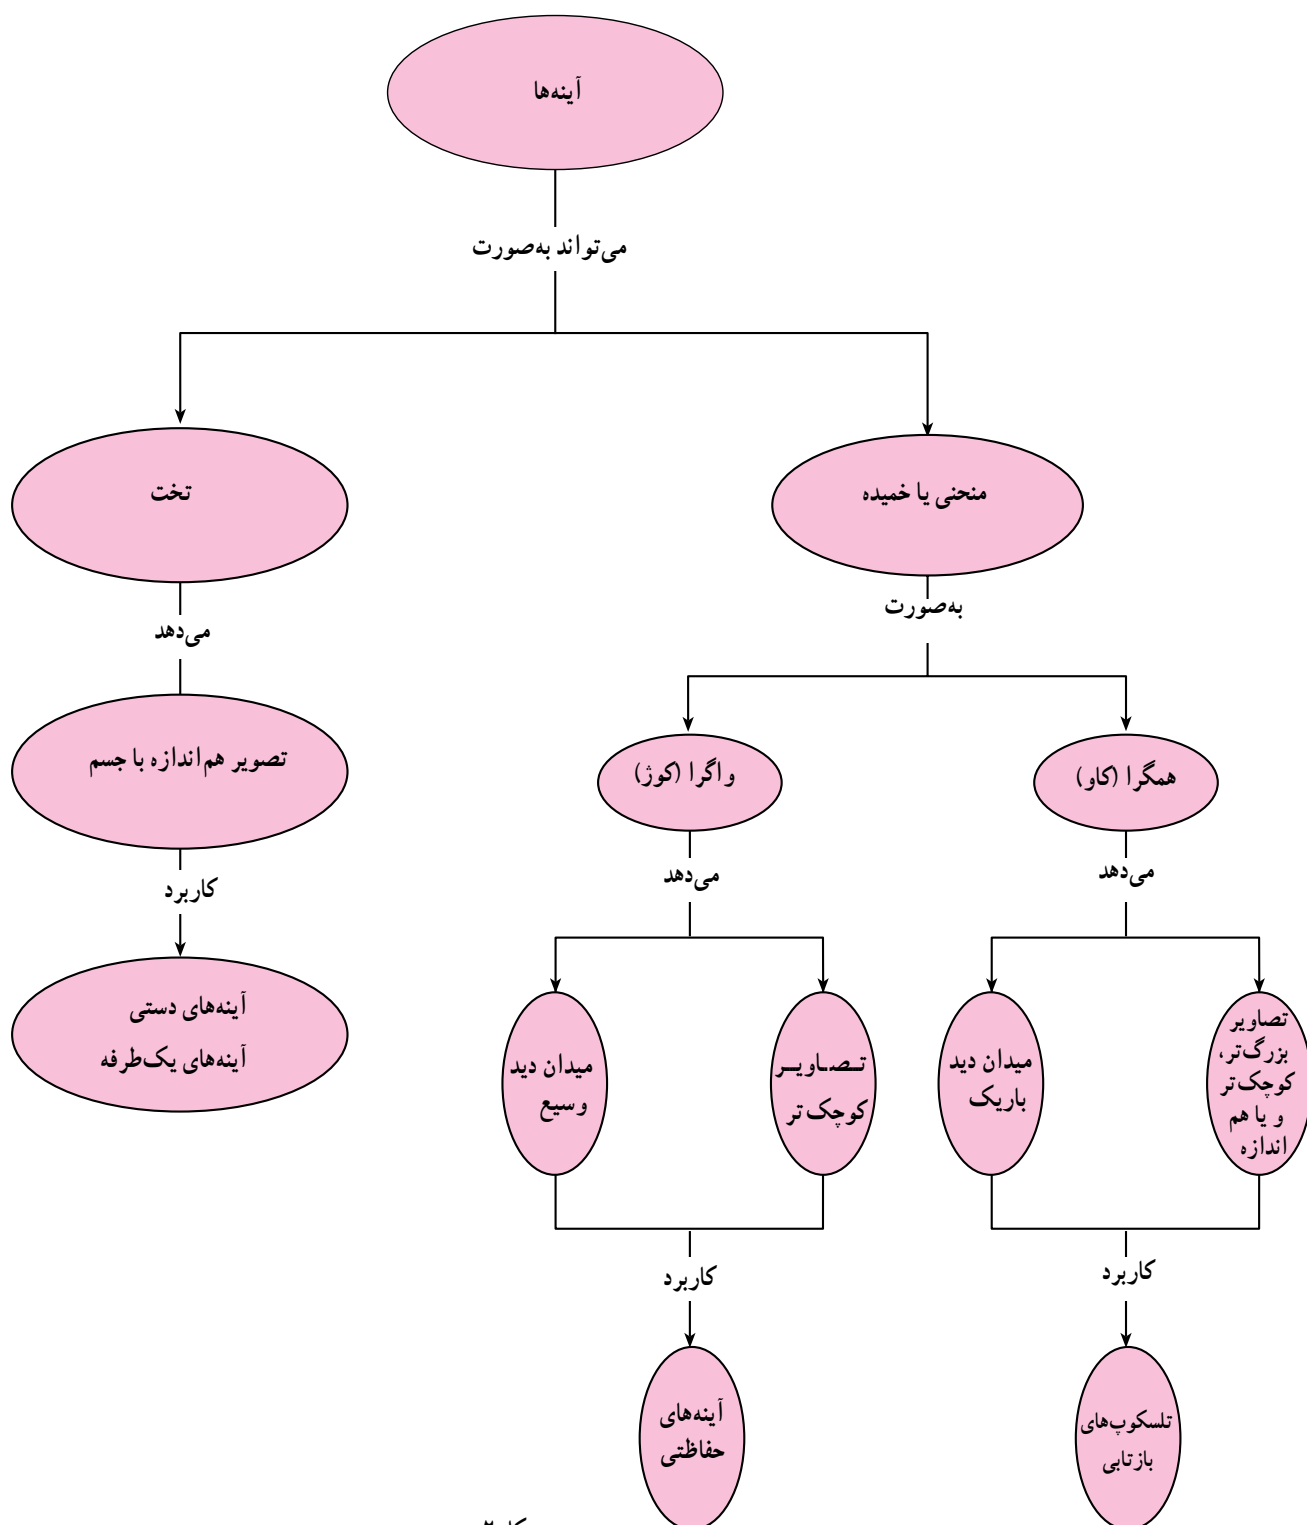 آینه‌ها
می‌تواند به‌صورت
منحنی یا خمیده
تخت
به‌صورت
می‌دهد
همگرا (کاو)
واگرا (کوژ)
تصویر هم‌اندازه با جسم
می‌دهد
می‌دهد
کاربرد
تصاویر
بزرگ‌تر،
کوچک‌تر
و یا هم
اندازه
میدان دید
باریک
تـصـاویـر
کوچک‌تر
میدان دید
وسیع
آینه‌های دستی
آینه‌های یک‌طرفه
کاربرد
کاربرد
تلسکوپ‌های
بازتابی
آینه‌های
حفاظتی